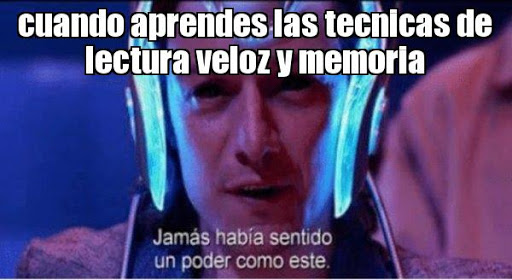 cuando aprendes las tecnicas de
lectura veloz y memoria
Jamás había sentido
un poder como este.